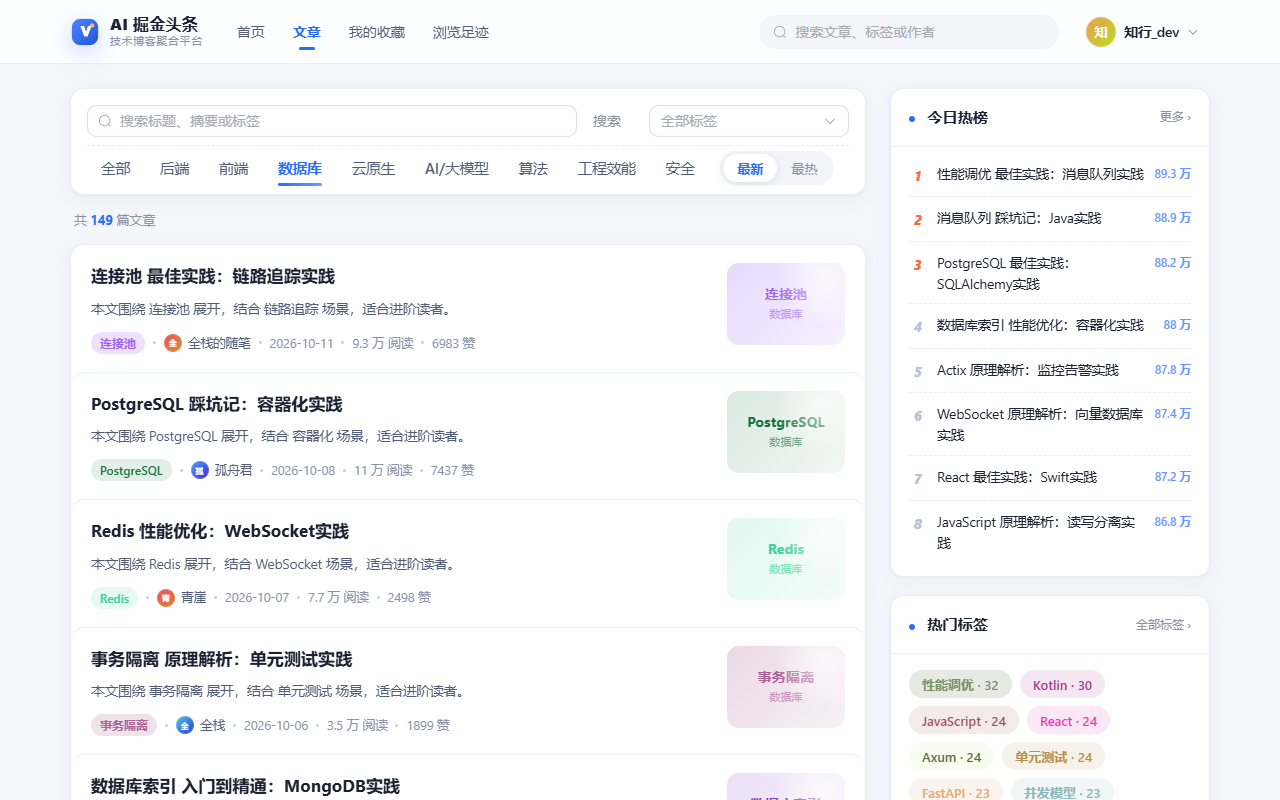 AI 掘金头条
技术博客聚合平台
首页
文章
我的收藏
浏览足迹
搜索文章、标签或作者
知
知行_dev
搜索标题、摘要或标签
搜索
全部标签
全部
后端
前端
数据库
云原生
AI/大模型
算法
工程效能
安全
最新
最热
共 149 篇文章
连接池 最佳实践：链路追踪实践
本文围绕 连接池 展开，结合 链路追踪 场景，适合进阶读者。
连接池 · 全 全栈的随笔 · 2026-10-11 · 9.3 万 阅读 · 6983 赞
连接池
数据库
PostgreSQL 踩坑记：容器化实践
本文围绕 PostgreSQL 展开，结合 容器化 场景，适合进阶读者。
PostgreSQL · 孤 孤舟君 · 2026-10-08 · 11 万 阅读 · 7437 赞
PostgreSQL
数据库
Redis 性能优化：WebSocket实践
本文围绕 Redis 展开，结合 WebSocket 场景，适合进阶读者。
Redis · 青 青崖 · 2026-10-07 · 7.7 万 阅读 · 2498 赞
Redis
数据库
事务隔离 原理解析：单元测试实践
本文围绕 事务隔离 展开，结合 单元测试 场景，适合进阶读者。
事务隔离 · 全 全栈 · 2026-10-06 · 3.5 万 阅读 · 1899 赞
事务隔离
数据库
数据库索引 入门到精通：MongoDB实践
今日热榜
更多 ›
1 性能调优 最佳实践：消息队列实践 89.3 万
2 消息队列 踩坑记：Java实践 88.9 万
3 PostgreSQL 最佳实践： 88.2 万
SQLAlchemy实践
4 数据库索引 性能优化：容器化实践 88 万
5 Actix 原理解析：监控告警实践 87.8 万
6 WebSocket 原理解析：向量数据库 87.4 万
实践
7 React 最佳实践：Swift实践 87.2 万
8 JavaScript 原理解析：读写分离实 86.8 万
践
热门标签
全部标签 ›
性能调优 · 32
Kotlin · 30
JavaScript · 24
React · 24
Axum · 24
单元测试 · 24
FastAPI · 23
并发模型 · 23